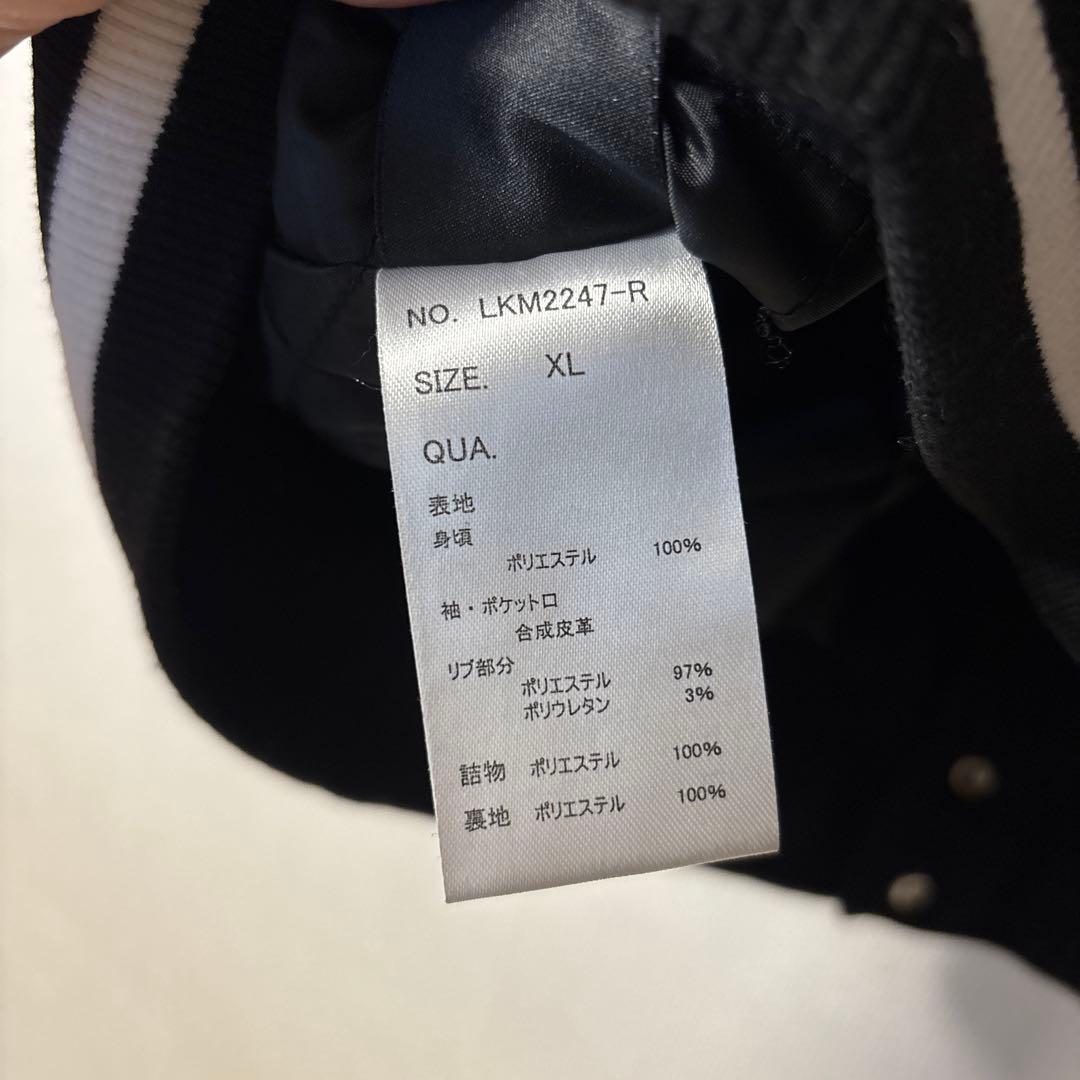 NO. LKM2247-R
SIZE. XL
QUA.
表地
身頃
ポリエステル 100%
袖・ポケット口
合成皮革
リブ部分
ポリエステル 97%
ポリウレタン 3%
詰物 ポリエステル 100%
裏地 ポリエステル 100%